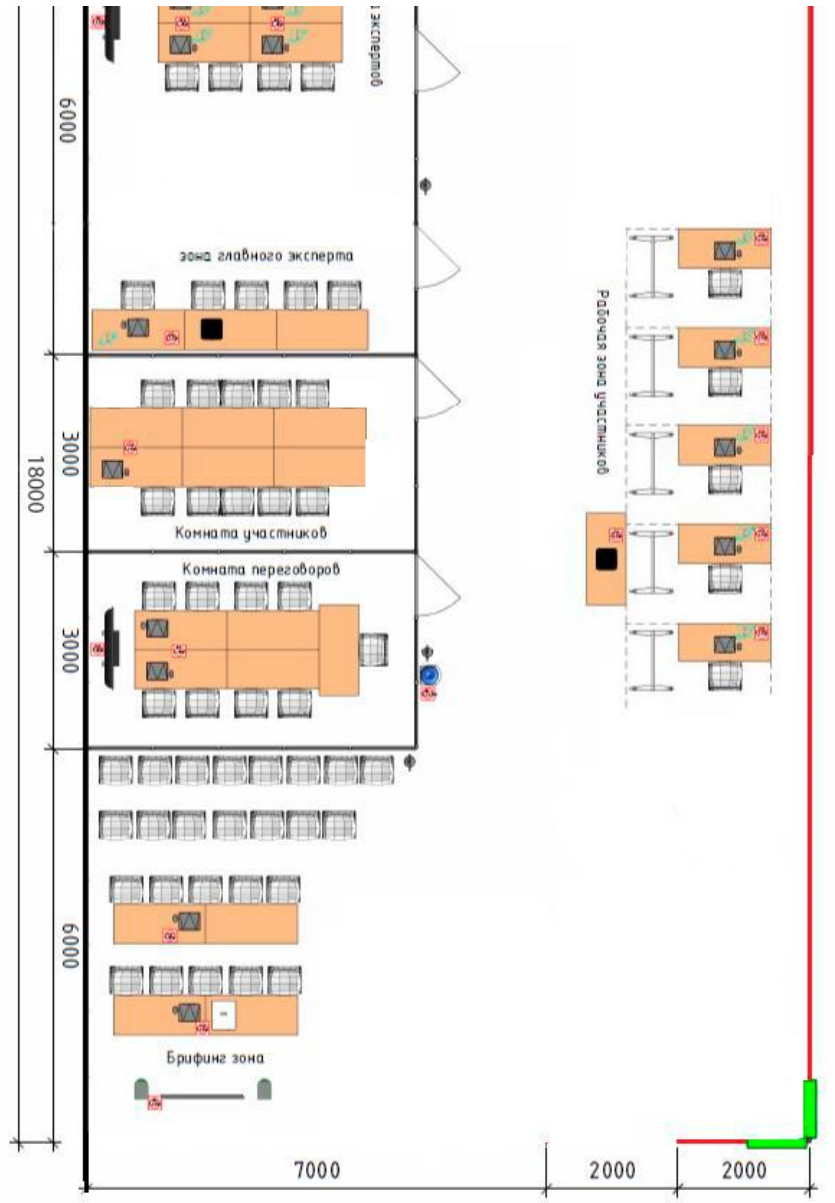 экспертов
6000
зона главного эксперта
Рабочая зона участников
3000
18000
Комната участников
Комната переговоров
3000
6000
Брифинг зона
7000
2000
2000